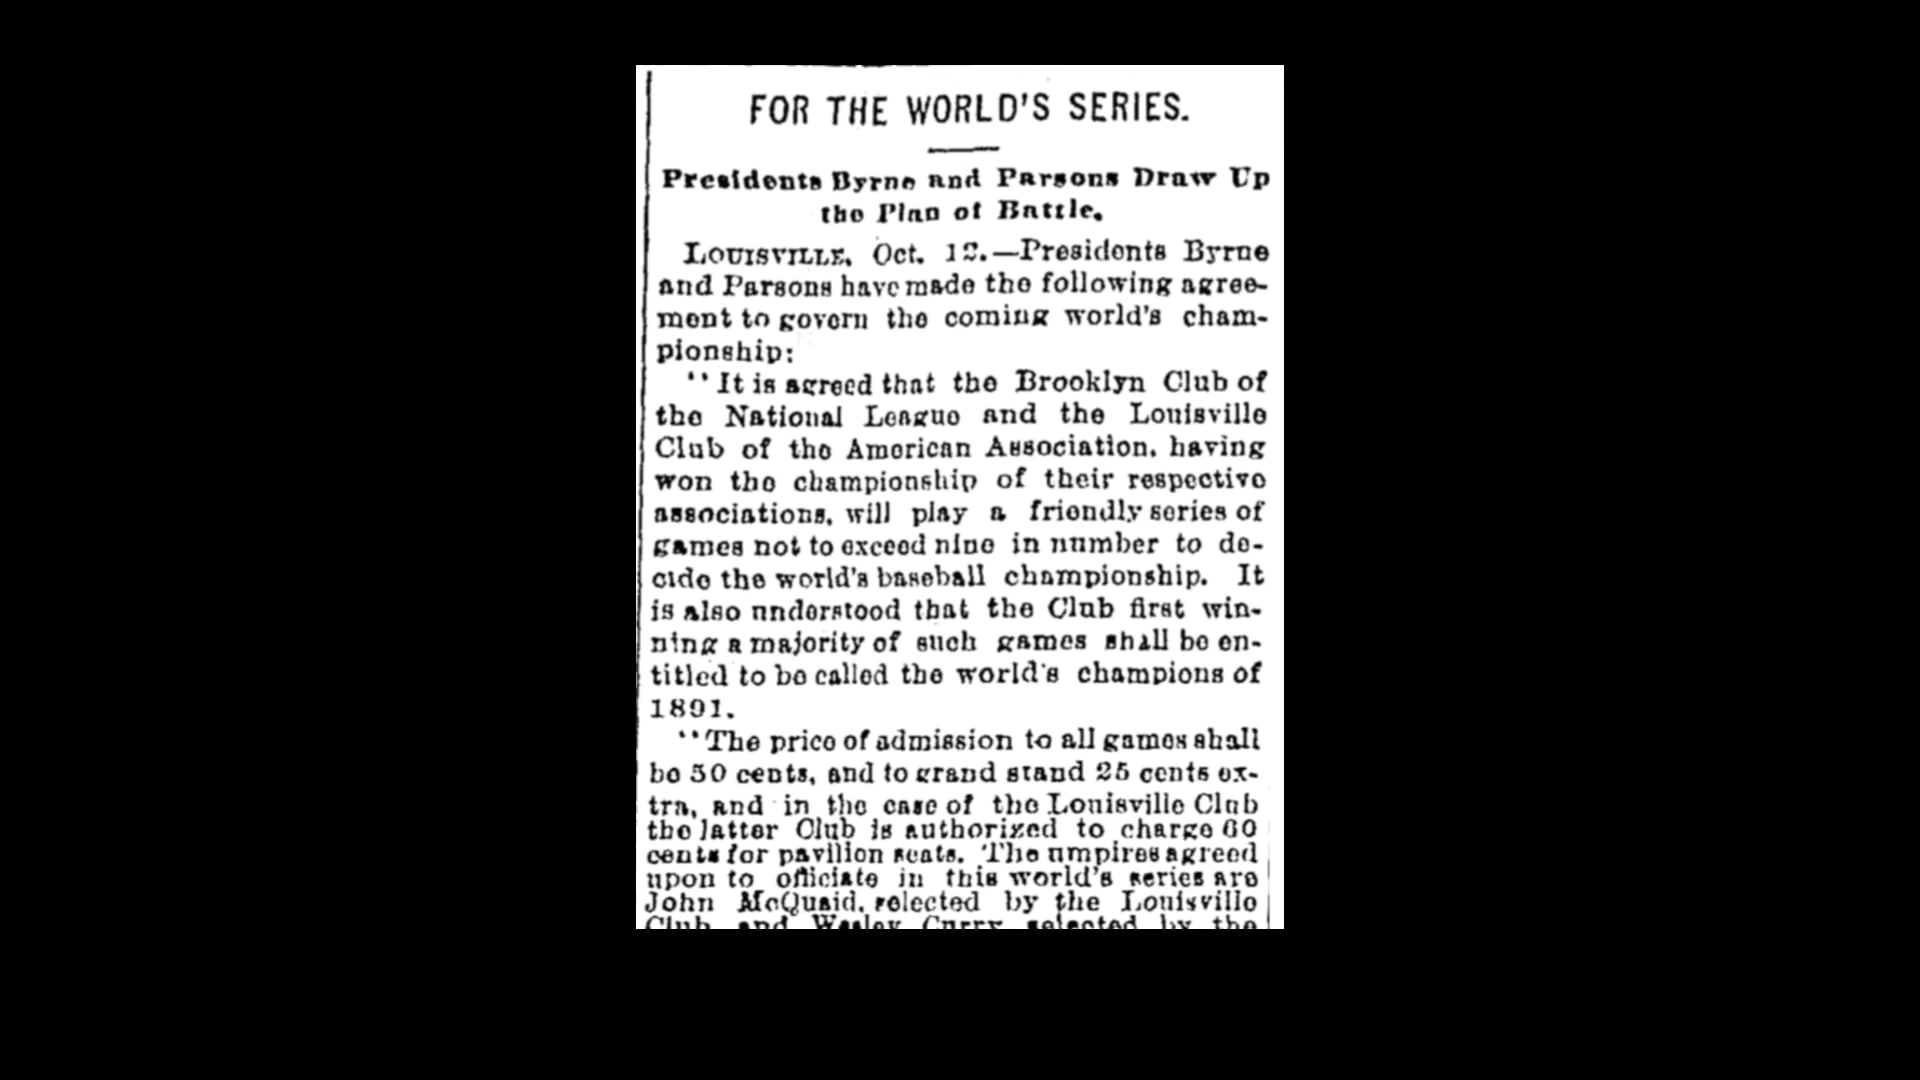 FOR THE WORLD'S SERIES.
Presidents Byrne and Parsons Draw Up
the Plan of Battle.
LOUISVILLE, Oct. 12.—Presidents Byrne
and Parsons have made the following agree-
ment to govern the coming world's cham-
pionship:
"It is agreed that the Brooklyn Club of
the National League and the Louisville
Club of the American Association, having
won the championship of their respective
associations, will play a friendly series of
games not to exceed nine in number to de-
cide the world's baseball championship. It
is also understood that the Club first win-
ning a majority of such games shall be en-
titled to be called the world's champions of
1891.
"The price of admission to all games shall
be 50 cents, and to grand stand 25 cents ex-
tra, and in the case of the Louisville Club
the latter Club is authorized to charge 60
cents for pavilion seats. The umpires agreed
upon to officiate in this world's series are
John McQuaid, selected by the Louisville
Club and Wesley Curry selected by the